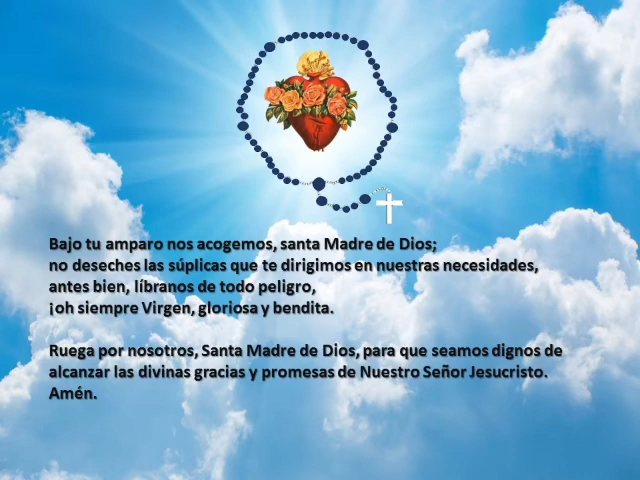 Bajo tu amparo nos acogemos, santa Madre de Dios;
no deseches las súplicas que te dirigimos en nuestras necesidades,
antes bien, líbranos de todo peligro,
¡oh siempre Virgen, gloriosa y bendita.
Ruega por nosotros, Santa Madre de Dios, para que seamos dignos de
alcanzar las divinas gracias y promesas de Nuestro Señor Jesucristo.
Amén.